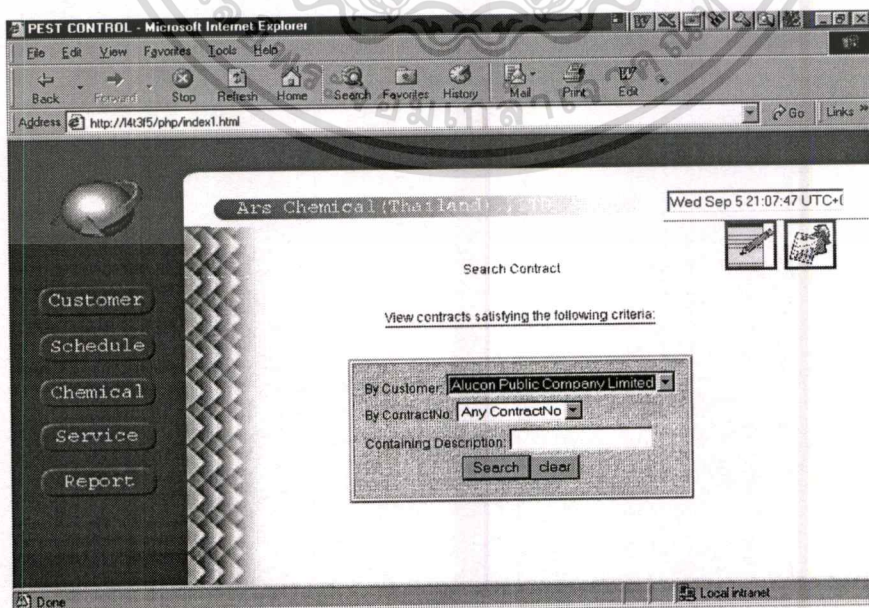 PEST CONTROL - Microsoft Internet Explorer
File Edit View Favorites Tools Help
Back Forward Stop Refresh Home Search Favorites History Mail Print Edit
Address http://l4t3f5/php/index1.html Go Links »
Ars Chemical (Thailand)
Wed Sep 5 21:07:47 UTC+(
Search Contract
View contracts satisfying the following criteria:
Customer
Schedule
Chemical
Service
Report
By Customer: Alucon Public Company Limited
By ContractNo: Any ContractNo
Containing Description:
Search clear
Done Local intranet